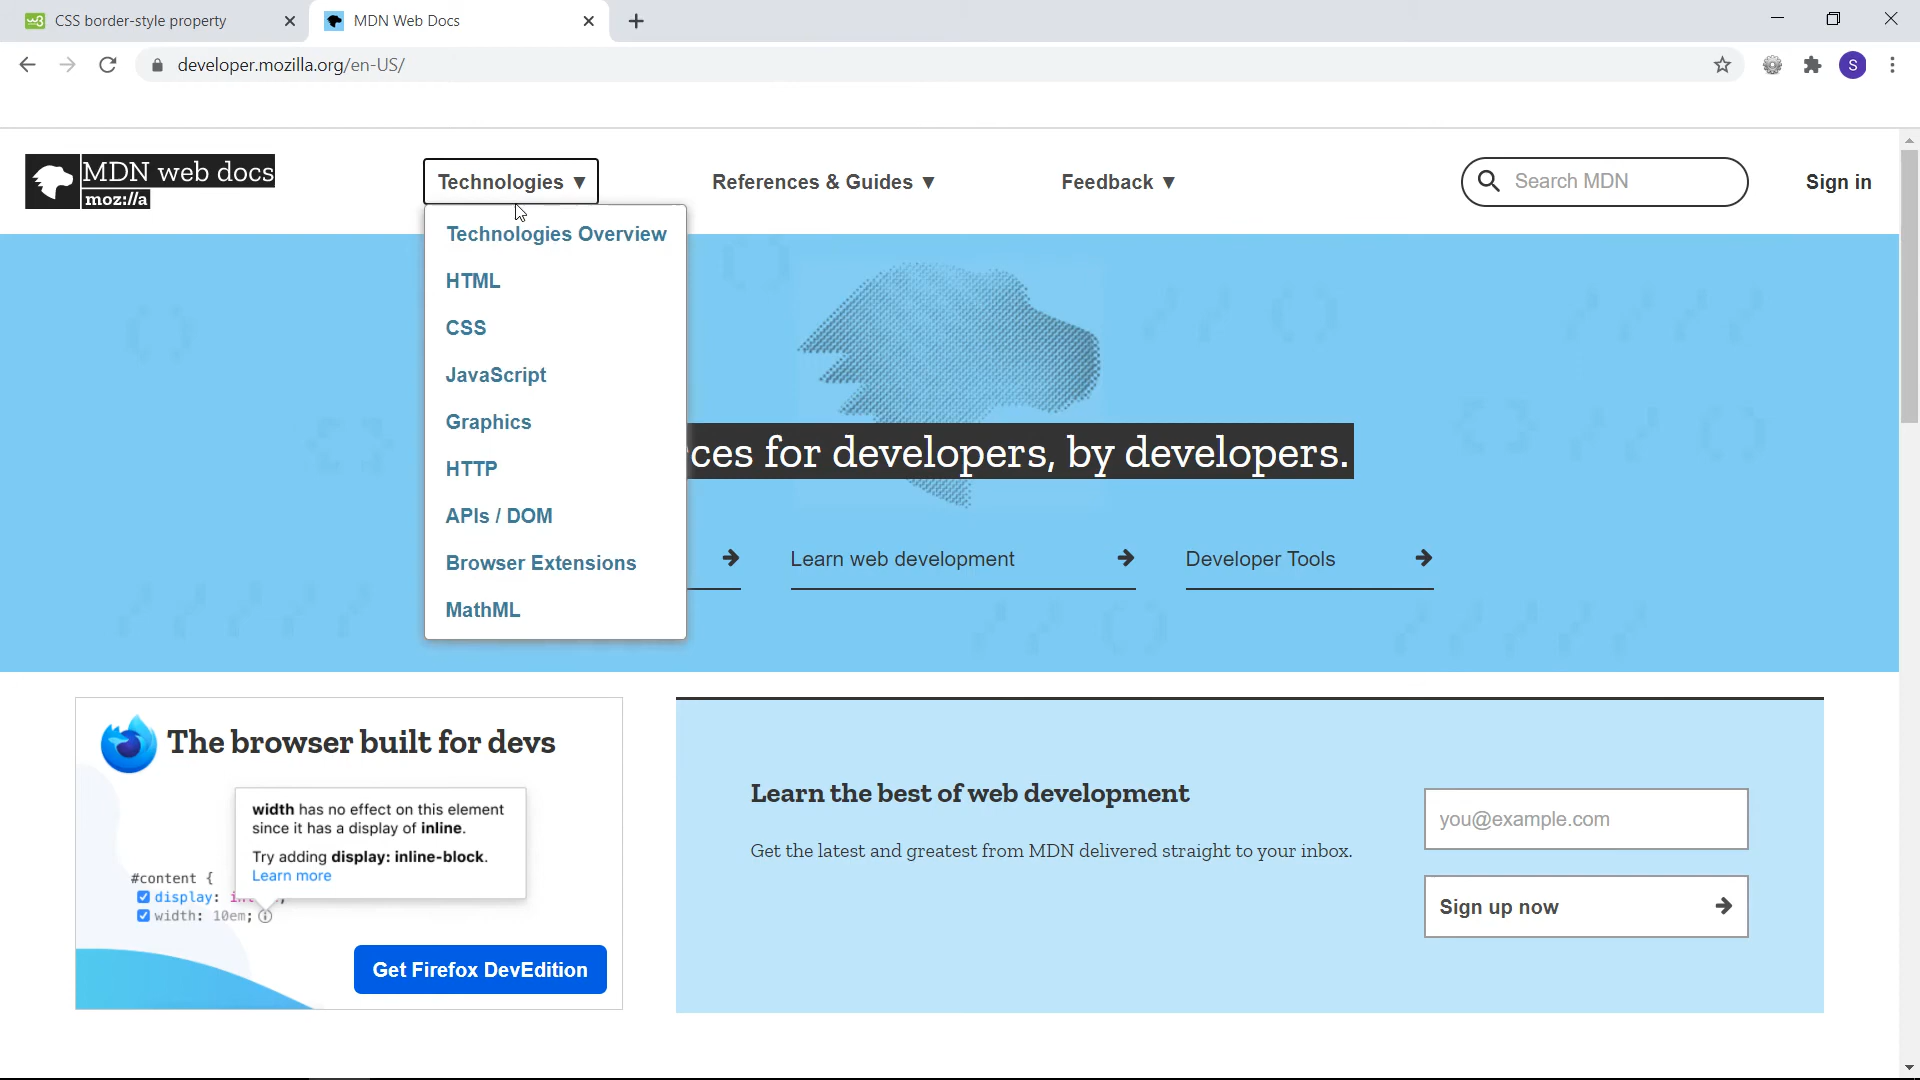 CSS border-style property
MDN Web Docs
developer.mozilla.org/en-US/
S
MDN web docs
moz://a
Technologies ▼
References & Guides ▼
Feedback ▼
Search MDN
Sign in
Technologies Overview
HTML
CSS
JavaScript
Graphics
HTTP
APIs / DOM
Browser Extensions
MathML
ces for developers, by developers.
Learn web development
Developer Tools
The browser built for devs
width has no effect on this element
since it has a display of inline.
Try adding display: inline-block.
Learn more
#content {
display:
width: 10em;
Get Firefox DevEdition
Learn the best of web development
Get the latest and greatest from MDN delivered straight to your inbox.
you@example.com
Sign up now